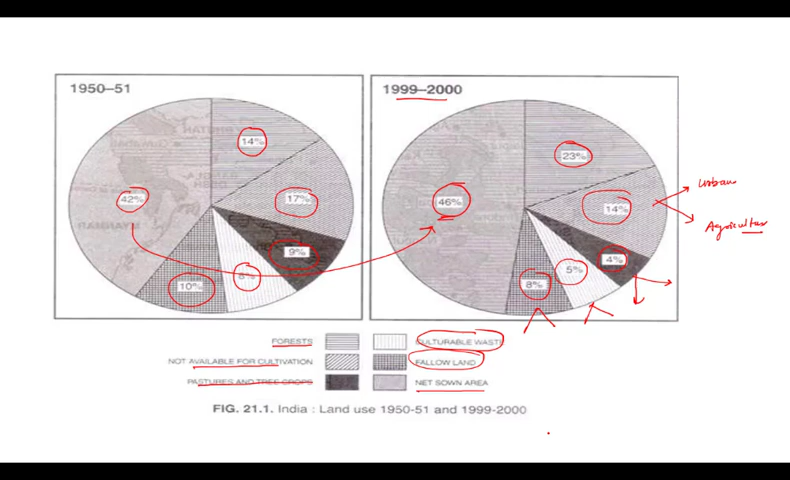 1950–51
14%
17%
9%
8%
10%
42%
1999–2000
23%
14%
4%
5%
8%
46%
Urban
FORESTS
CULTURABLE WASTE
NOT AVAILABLE FOR CULTIVATION
FALLOW LAND
PASTURES AND TREE CROPS
NET SOWN AREA
FIG. 21.1. India : Land use 1950-51 and 1999-2000